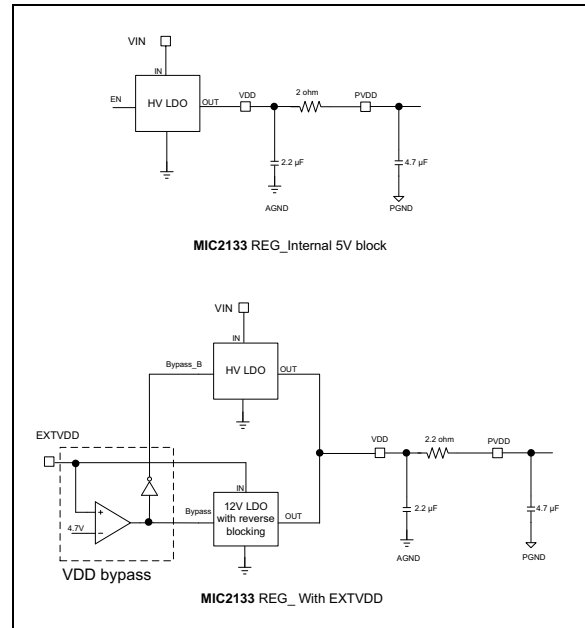 VIN
IN
EN
HV LDO
OUT
VDD
2 ohm
PVDD
2.2 µF
4.7 µF
AGND
PGND
MIC2133 REG_Internal 5V block
VIN
IN
Bypass_B
HV LDO
OUT
EXTVDD
VDD
2.2 ohm
PVDD
IN
+
4.7V
−
Bypass
12V LDO
with reverse
blocking
OUT
2.2 µF
4.7 µF
AGND
PGND
VDD bypass
MIC2133 REG_ With EXTVDD